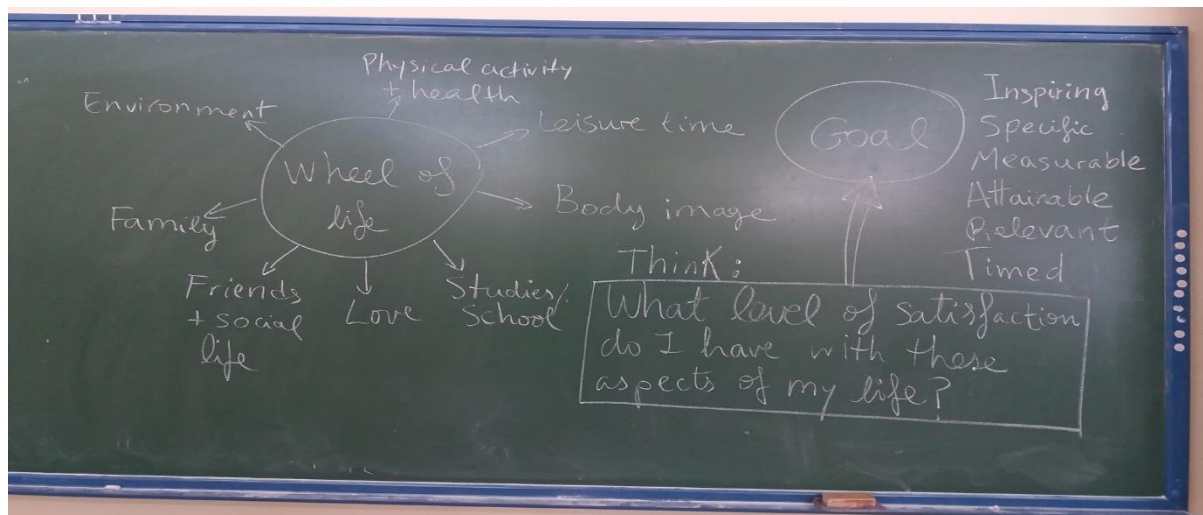 Physical activity
+ health
Environment
Leisure time
Wheel of
life
Body image
Family
Friends
+ social
life
Love
Studies/
School
Goal
Inspiring
Specific
Measurable
Attainable
Relevant
Timed
Think:
What level of satisfaction
do I have with these
aspects of my life?